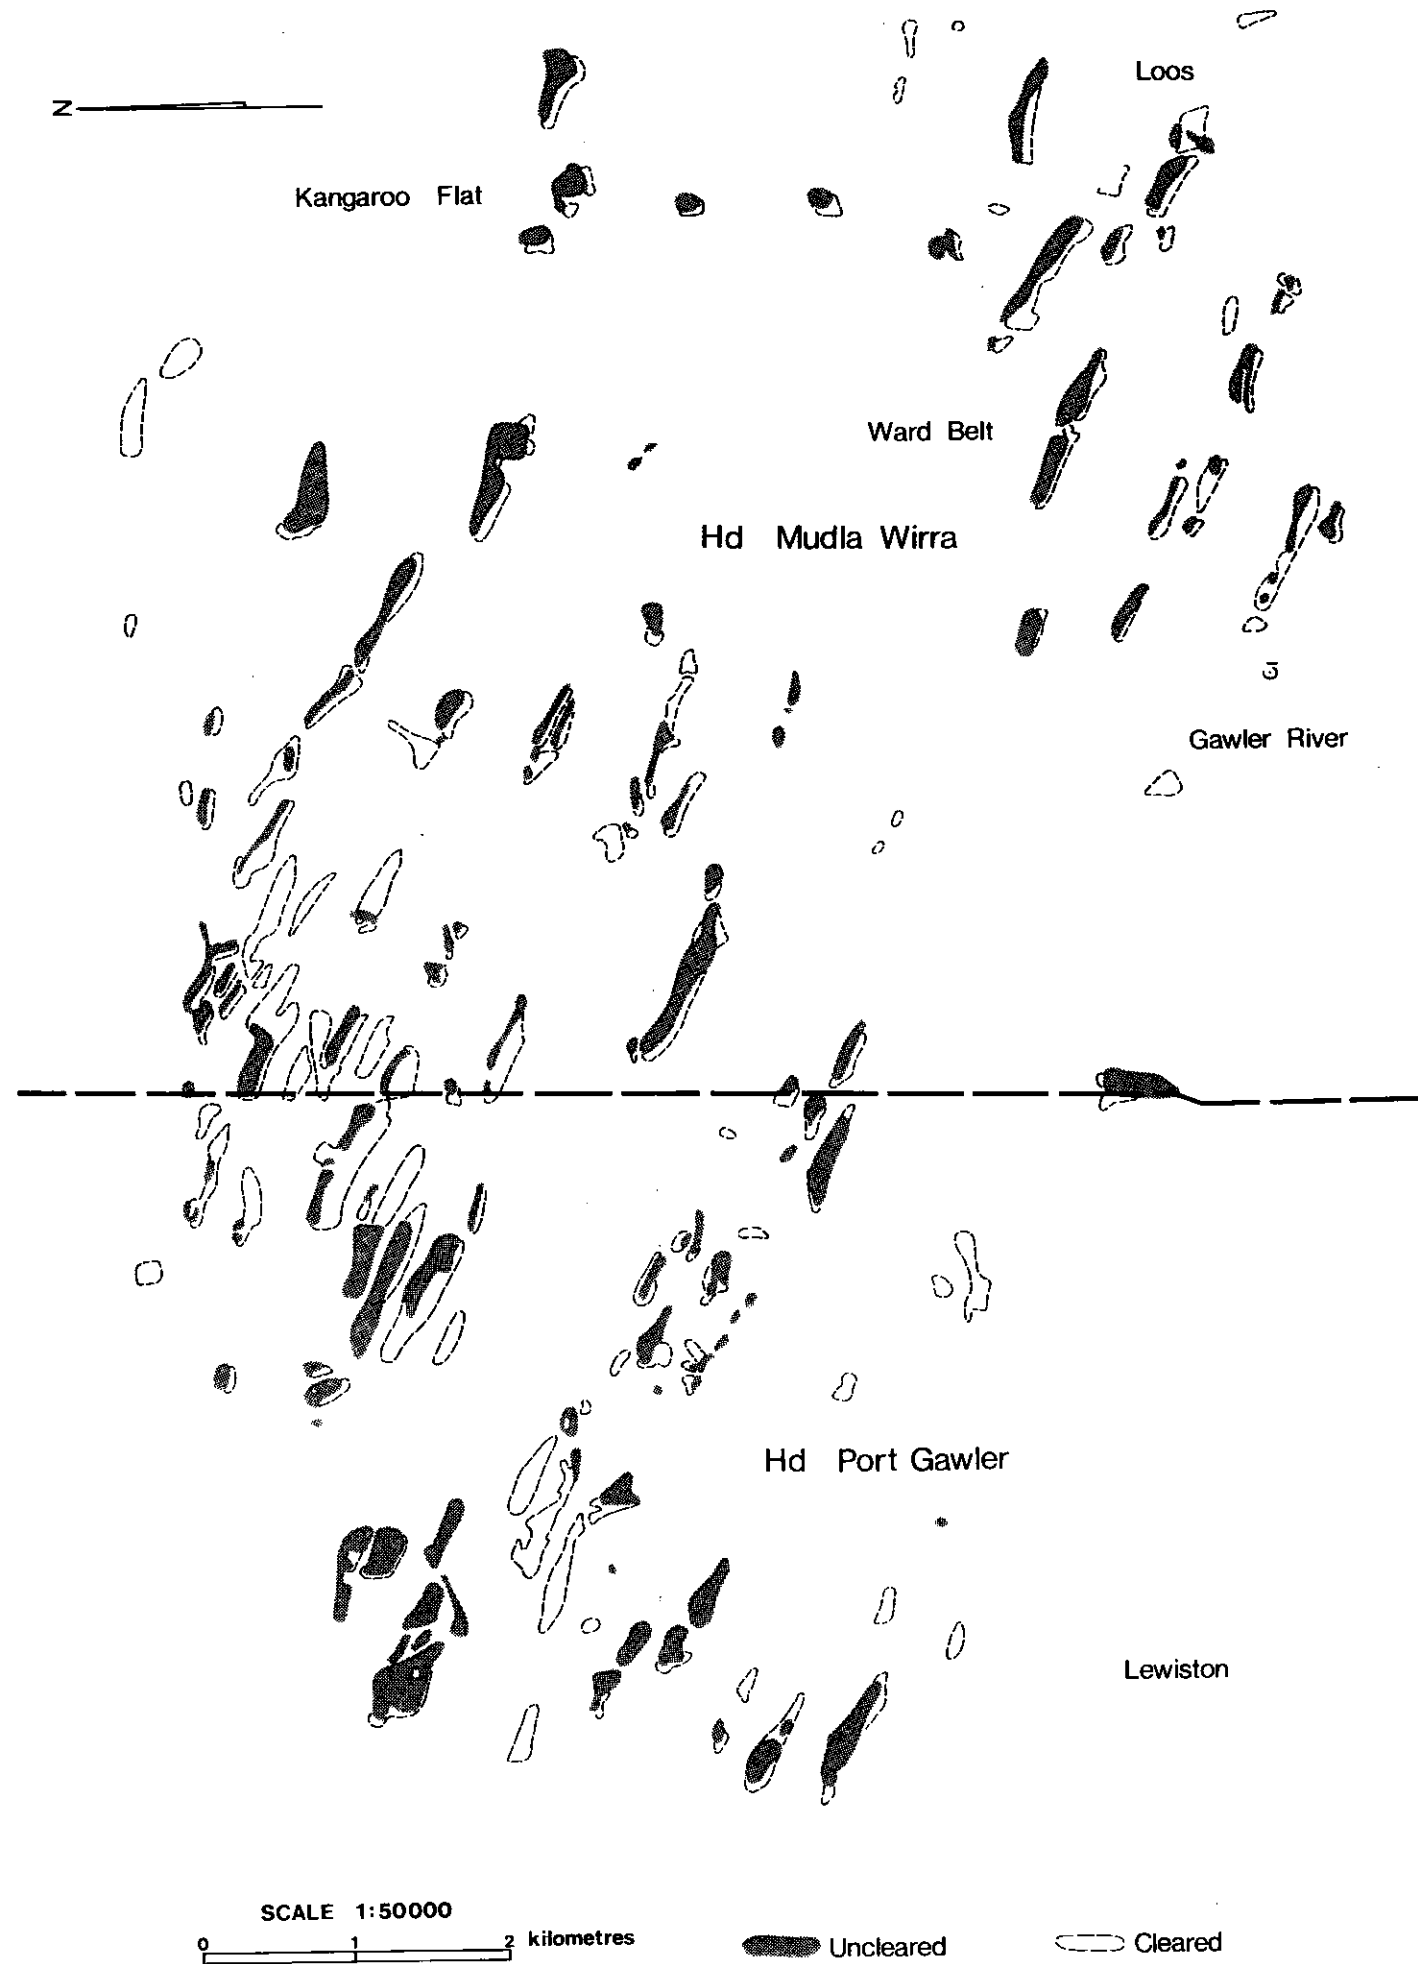 Loos
N
Kangaroo Flat
Ward Belt
Hd Mudla Wirra
Gawler River
Hd Port Gawler
Lewiston
SCALE 1:50000
0 1 2 kilometres
Uncleared
Cleared